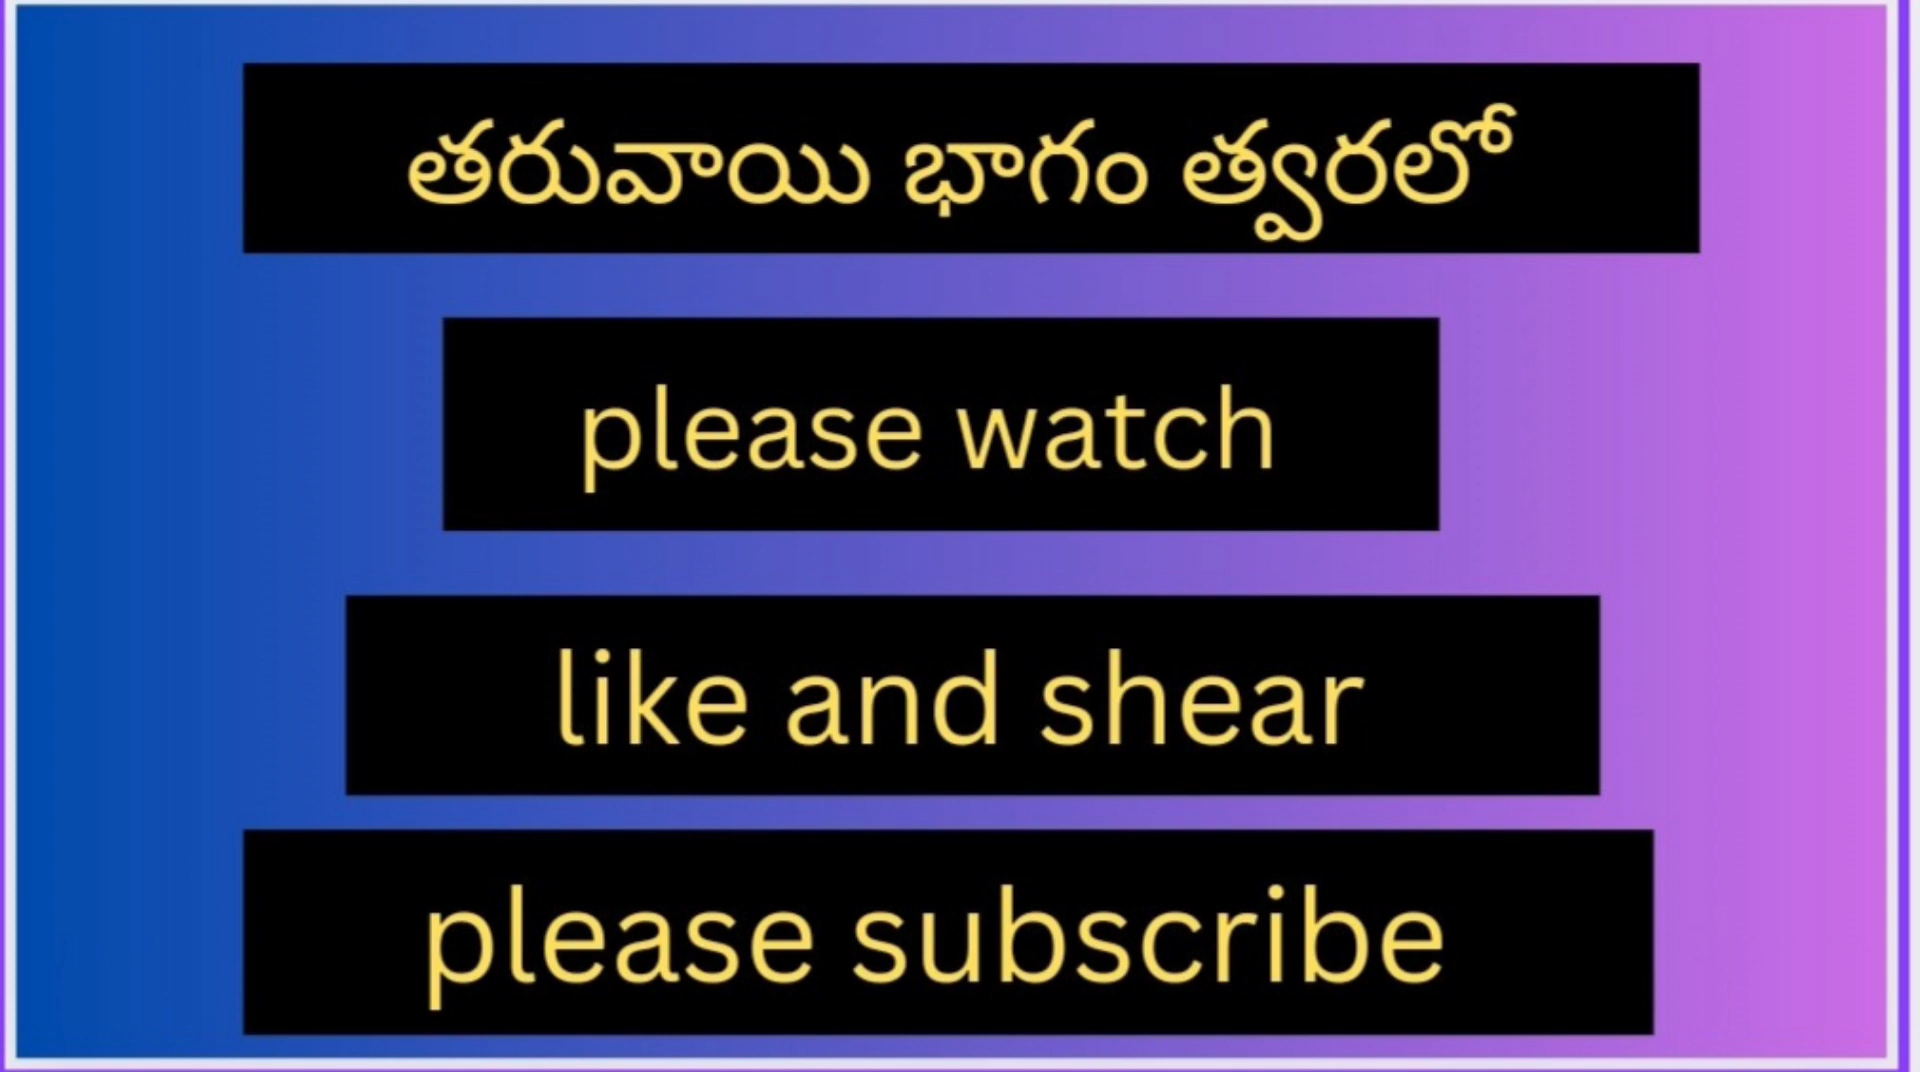 తరువాయి భాగం త్వరలో
please watch
like and shear
please subscribe